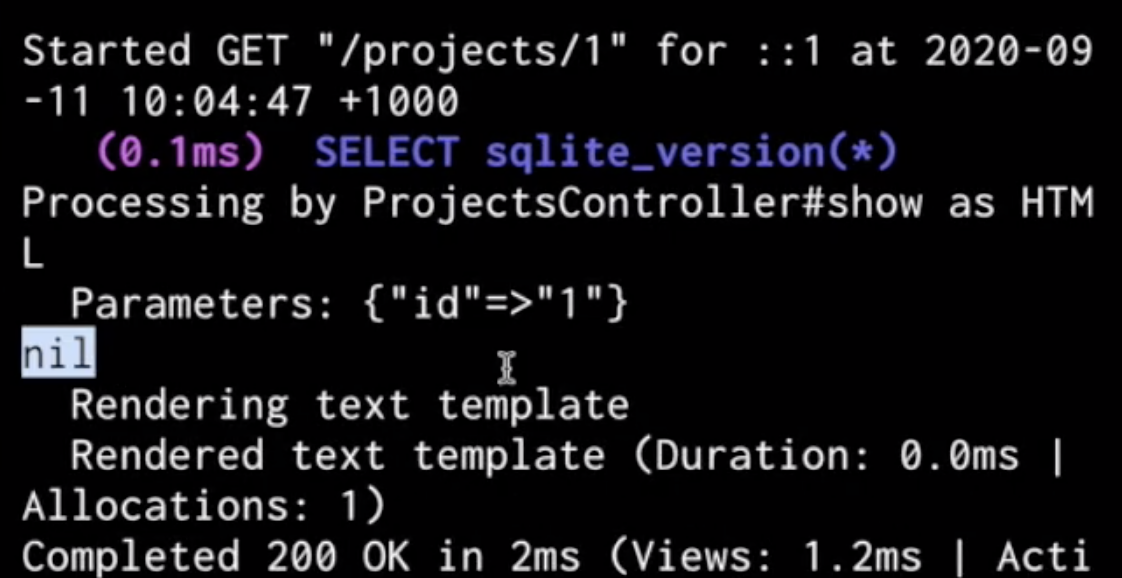 Started GET "/projects/1" for ::1 at 2020-09
-11 10:04:47 +1000
(0.1ms)  SELECT sqlite_version(*)
Processing by ProjectsController#show as HTM
L
Parameters: {"id"=>"1"}
nil
Rendering text template
Rendered text template (Duration: 0.0ms |
Allocations: 1)
Completed 200 OK in 2ms (Views: 1.2ms | Acti